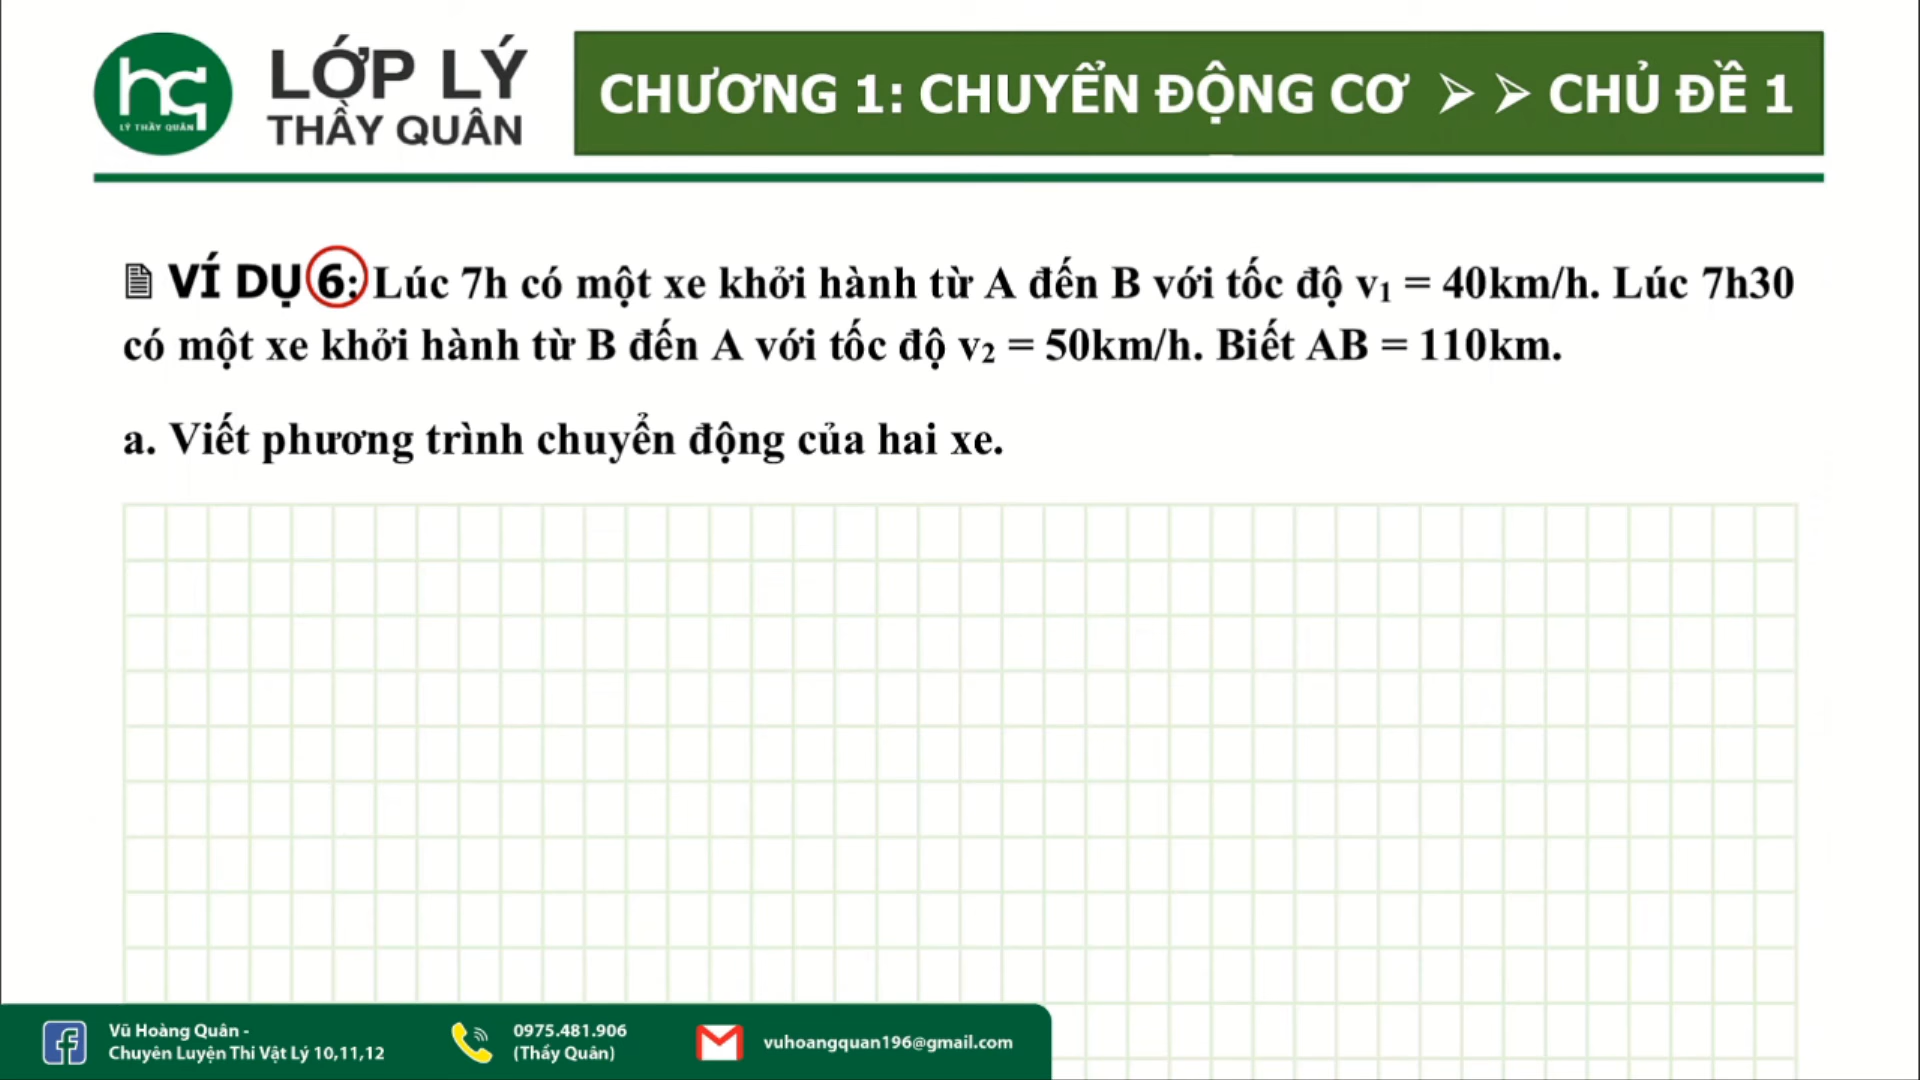 hq
LÝ THẦY QUÂN
LỚP LÝ
THẦY QUÂN
CHƯƠNG 1: CHUYỂN ĐỘNG CƠ ➢ ➢ CHỦ ĐỀ 1
VÍ DỤ 6: Lúc 7h có một xe khởi hành từ A đến B với tốc độ v₁ = 40km/h. Lúc 7h30
có một xe khởi hành từ B đến A với tốc độ v₂ = 50km/h. Biết AB = 110km.
a. Viết phương trình chuyển động của hai xe.
Vũ Hoàng Quân -
Chuyên Luyện Thi Vật Lý 10,11,12
0975.481.906
(Thầy Quân)
vuhoangquan196@gmail.com